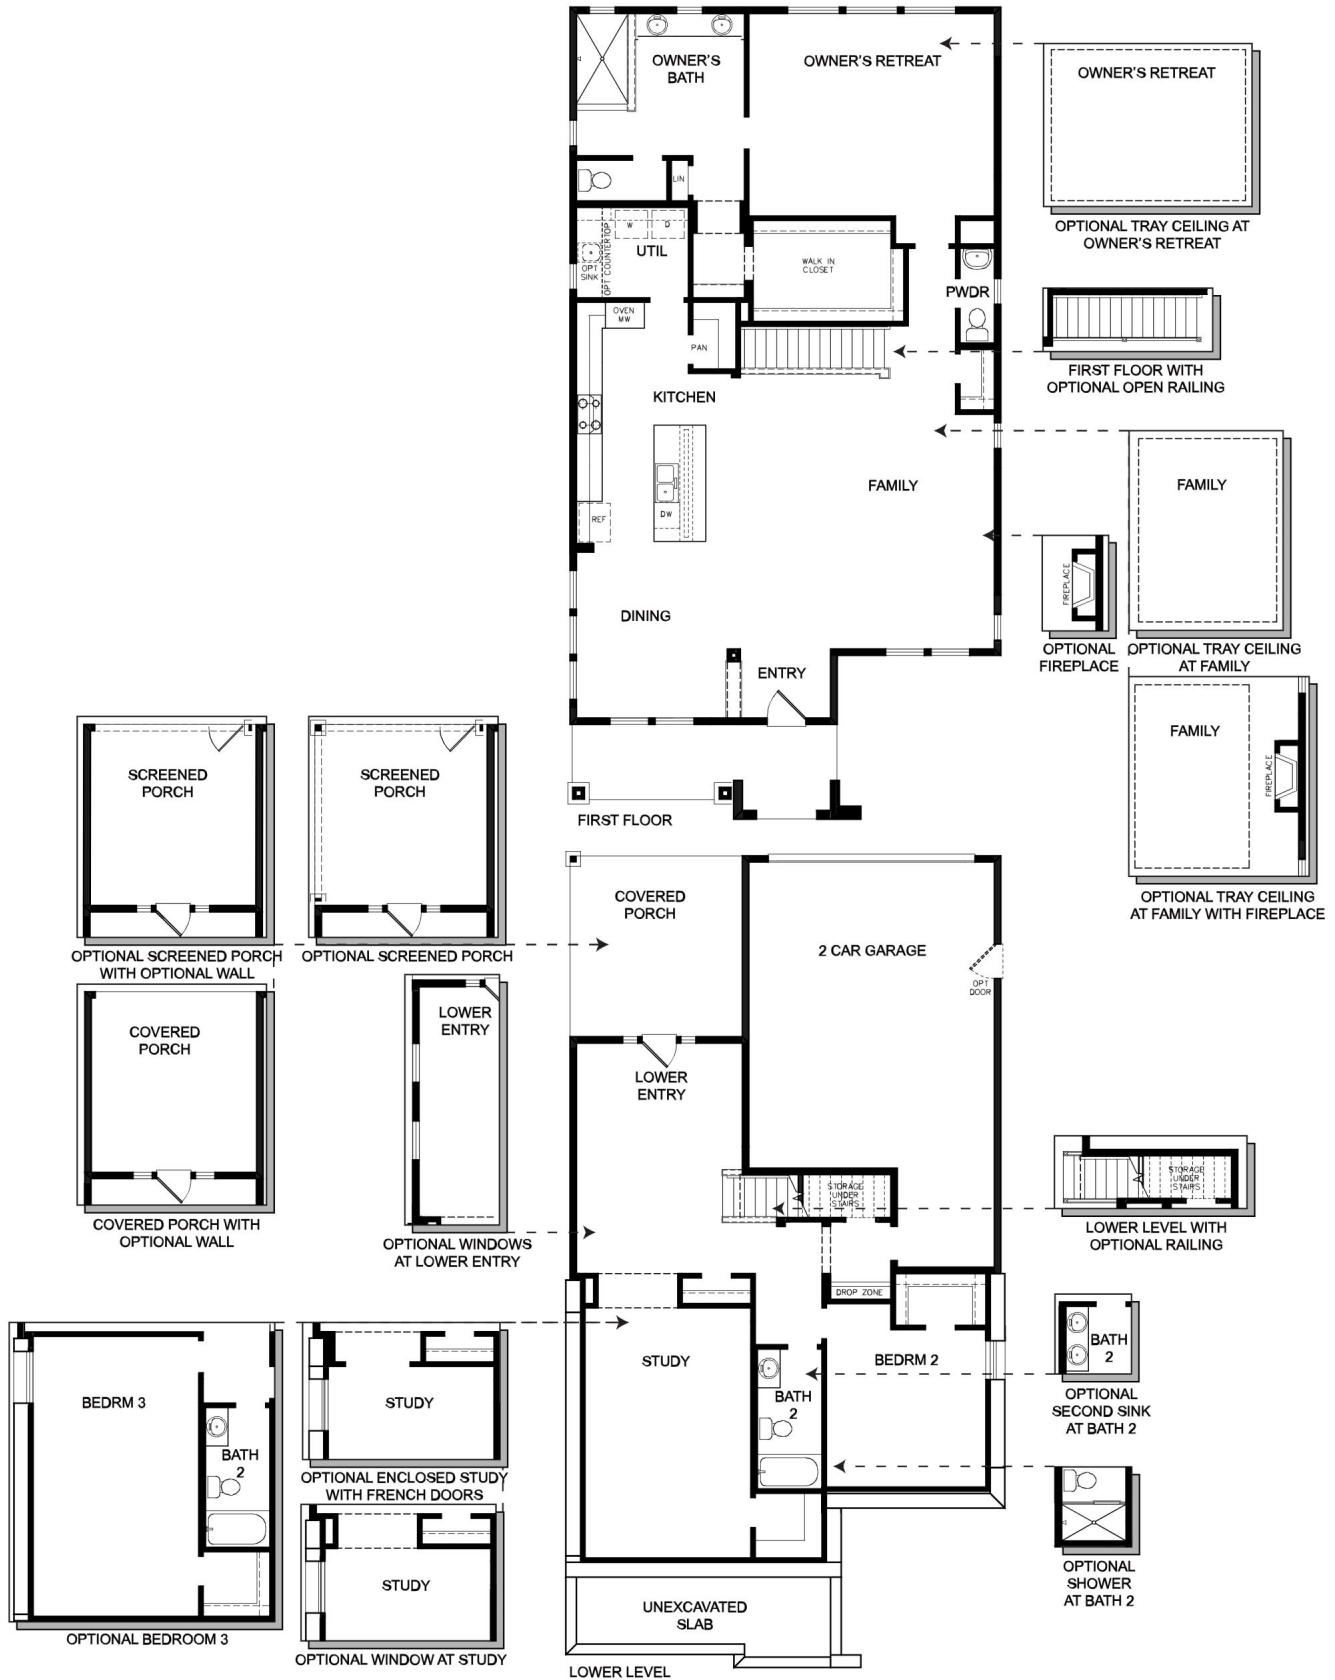 OWNER'S
BATH
OWNER'S RETREAT
OWNER'S RETREAT
OPTIONAL TRAY CEILING AT
OWNER'S RETREAT
LIN
W
D
UTIL
OPT
SINK
OPT COUNTERTOP
WALK IN
CLOSET
PWDR
OVEN
MW
PAN
FIRST FLOOR WITH
OPTIONAL OPEN RAILING
KITCHEN
FAMILY
REF
DW
FAMILY
FIREPLACE
OPTIONAL
FIREPLACE
OPTIONAL TRAY CEILING
AT FAMILY
DINING
ENTRY
FAMILY
FIREPLACE
OPTIONAL TRAY CEILING
AT FAMILY WITH FIREPLACE
FIRST FLOOR
SCREENED
PORCH
OPTIONAL SCREENED PORCH
WITH OPTIONAL WALL
SCREENED
PORCH
OPTIONAL SCREENED PORCH
COVERED
PORCH
2 CAR GARAGE
OPT
DOOR
COVERED
PORCH
COVERED PORCH WITH
OPTIONAL WALL
LOWER
ENTRY
OPTIONAL WINDOWS
AT LOWER ENTRY
LOWER
ENTRY
STORAGE
UNDER
STAIRS
STORAGE
UNDER
STAIRS
LOWER LEVEL WITH
OPTIONAL RAILING
DROP ZONE
STUDY
BEDRM 2
BATH
2
BATH
2
OPTIONAL
SECOND SINK
AT BATH 2
OPTIONAL
SHOWER
AT BATH 2
BEDRM 3
BATH
2
OPTIONAL BEDROOM 3
STUDY
OPTIONAL ENCLOSED STUDY
WITH FRENCH DOORS
STUDY
OPTIONAL WINDOW AT STUDY
UNEXCAVATED
SLAB
LOWER LEVEL